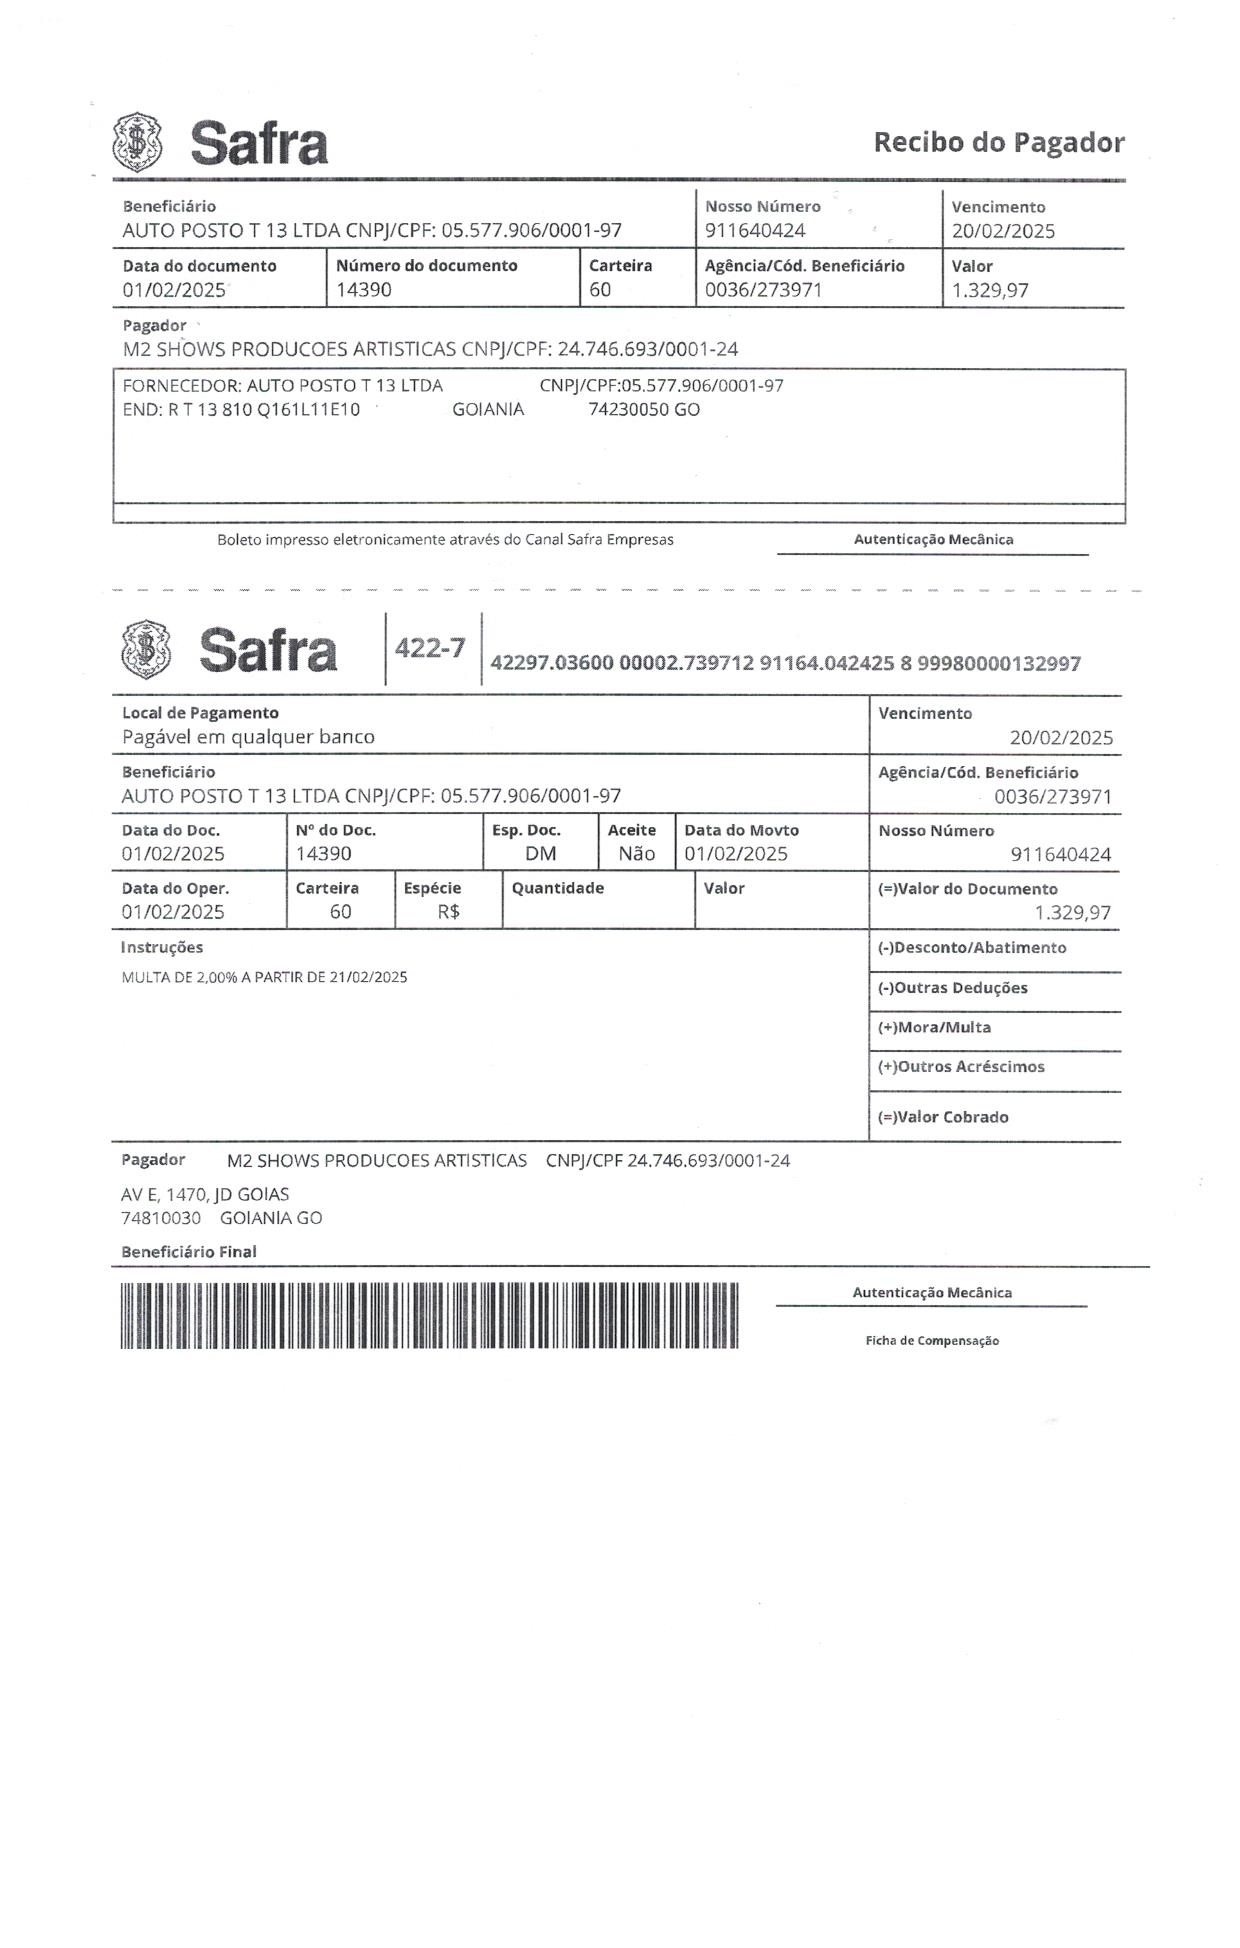 Safra
Recibo do Pagador
Beneficiário Nosso Número Vencimento
AUTO POSTO T 13 LTDA CNPJ/CPF: 05.577.906/0001-97 911640424 20/02/2025
Data do documento Número do documento Carteira Agência/Cód. Beneficiário Valor
01/02/2025 14390 60 0036/273971 1.329,97
Pagador
M2 SHOWS PRODUCOES ARTISTICAS CNPJ/CPF: 24.746.693/0001-24
FORNECEDOR: AUTO POSTO T 13 LTDA CNPJ/CPF:05.577.906/0001-97
END: R T 13 810 Q161L11E10 GOIANIA 74230050 GO
Boleto impresso eletronicamente através do Canal Safra Empresas Autenticação Mecânica
Safra 422-7 42297.03600 00002.739712 91164.042425 8 99980000132997
Local de Pagamento Vencimento
Pagável em qualquer banco 20/02/2025
Beneficiário Agência/Cód. Beneficiário
AUTO POSTO T 13 LTDA CNPJ/CPF: 05.577.906/0001-97 0036/273971
Data do Doc. Nº do Doc. Esp. Doc. Aceite Data do Movto Nosso Número
01/02/2025 14390 DM Não 01/02/2025 911640424
Data do Oper. Carteira Espécie Quantidade Valor (=)Valor do Documento
01/02/2025 60 R$ 1.329,97
Instruções (-)Desconto/Abatimento
MULTA DE 2,00% A PARTIR DE 21/02/2025
(-)Outras Deduções
(+)Mora/Multa
(+)Outros Acréscimos
(=)Valor Cobrado
Pagador M2 SHOWS PRODUCOES ARTISTICAS CNPJ/CPF 24.746.693/0001-24
AV E, 1470, JD GOIAS
74810030 GOIANIA GO
Beneficiário Final
Autenticação Mecânica
Ficha de Compensação